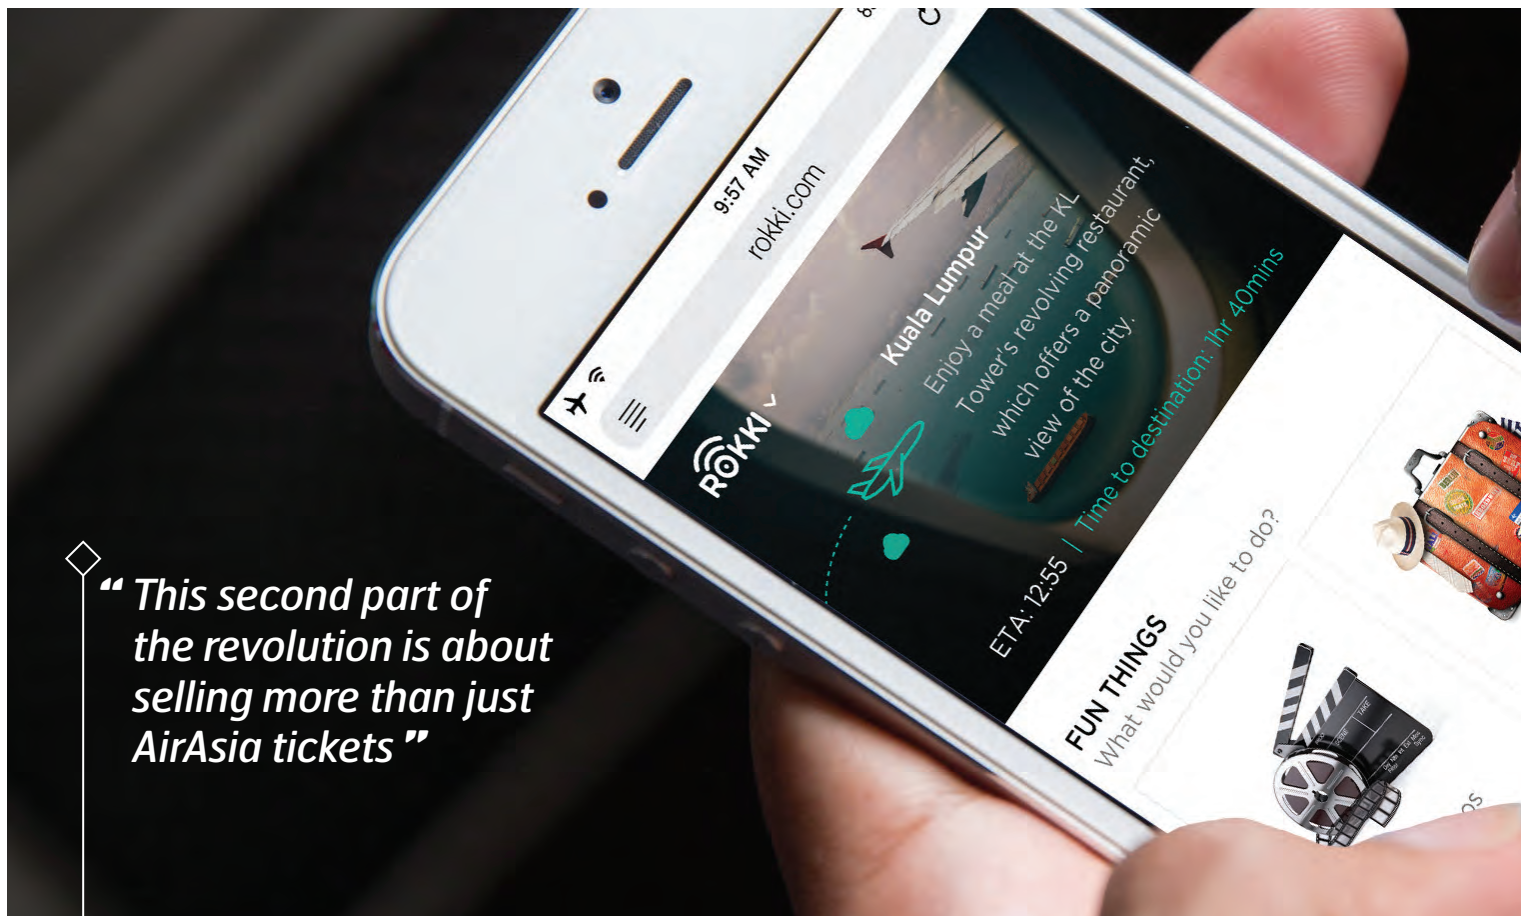 9:57 AM
rokki.com
ROKKI
Kuala Lumpur
Enjoy a meal at the KL
Tower's revolving restaurant,
which offers a panoramic
view of the city.
ETA: 12:55 | Time to destination: 1hr 40mins
FUN THINGS
What would you like to do?
SCENE
TAKE
“ This second part of
the revolution is about
selling more than just
AirAsia tickets ”